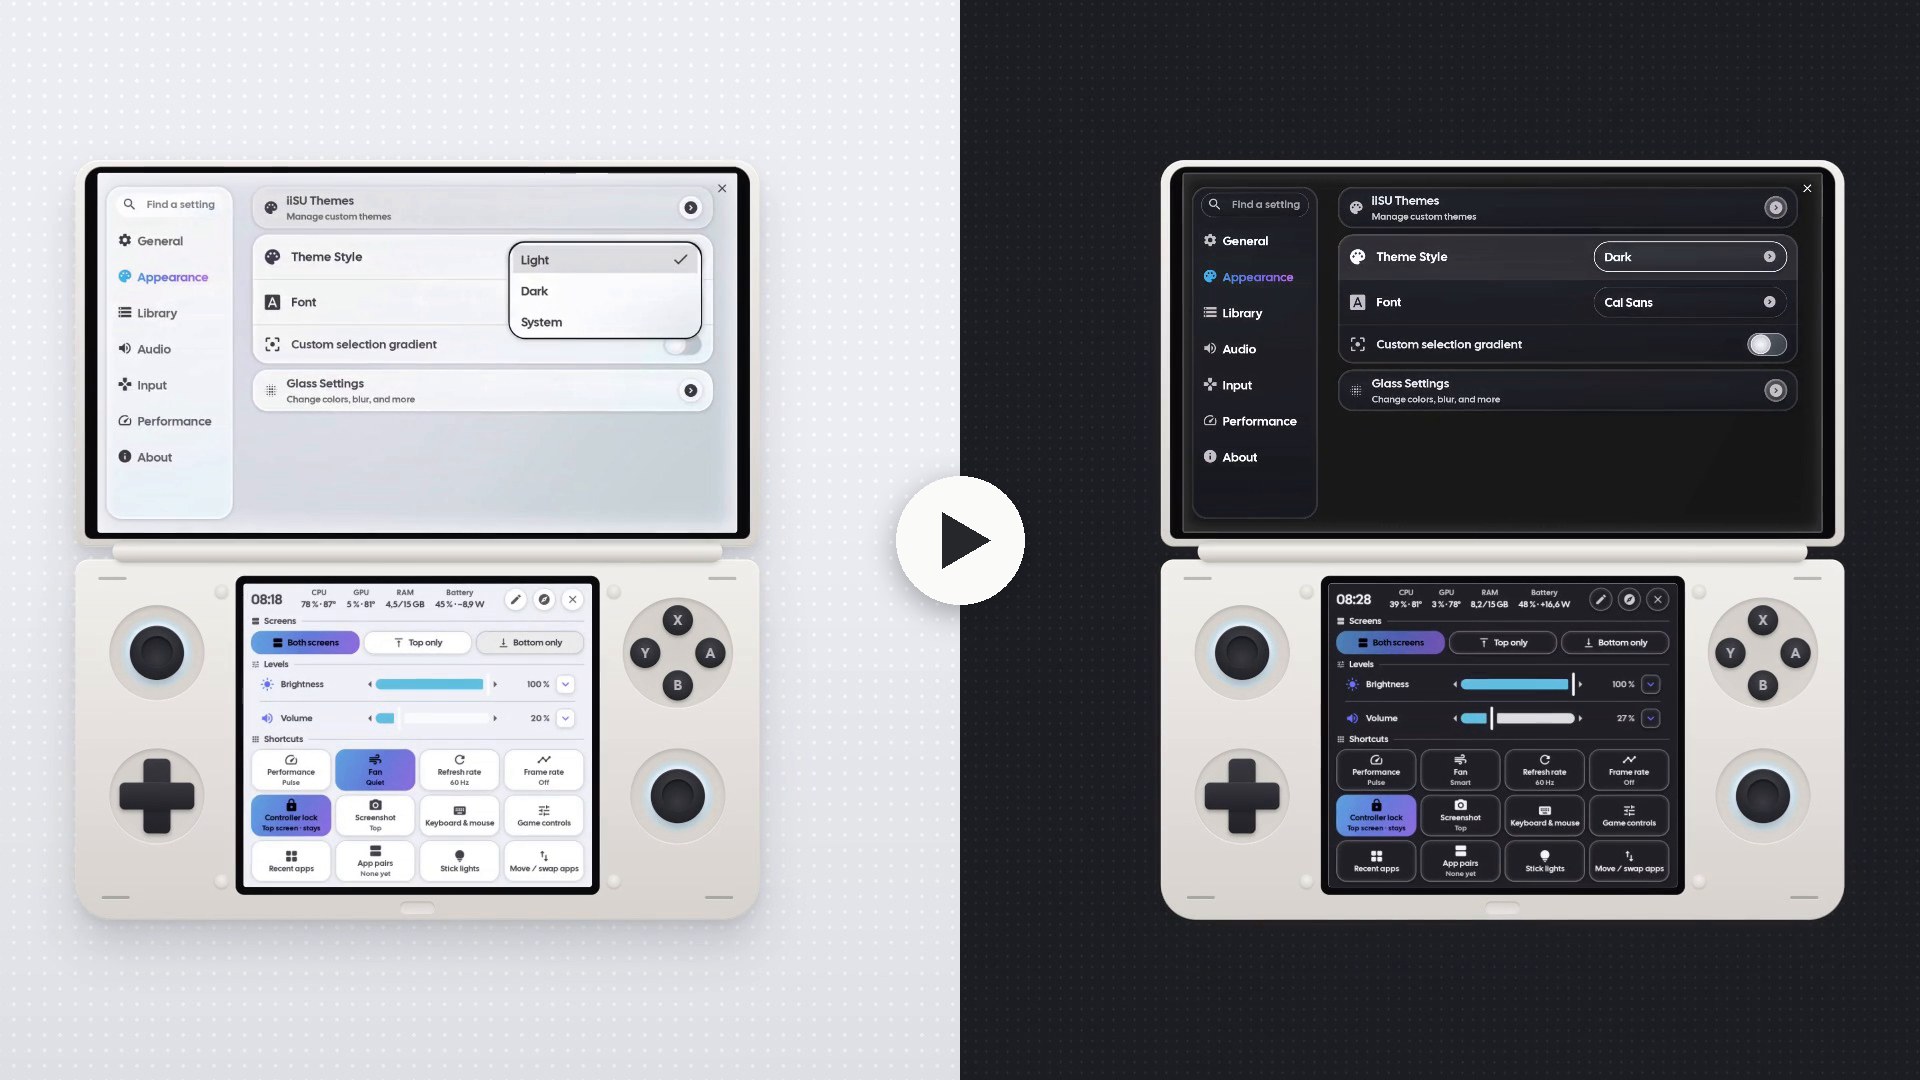 Find a setting
General
Appearance
Library
Audio
Input
Performance
About
iiSU Themes
Manage custom themes
Theme Style
Light
Dark
System
Font
Custom selection gradient
Glass Settings
Change colors, blur, and more
08:18
CPU
78 % · 87°
GPU
5 % · 81°
RAM
4,5/15 GB
Battery
45 % · -8,9 W
Screens
Both screens
Top only
Bottom only
Levels
Brightness
100 %
Volume
20 %
Shortcuts
Performance
Pulse
Fan
Quiet
Refresh rate
60 Hz
Frame rate
Off
Controller lock
Top screen · stays
Screenshot
Top
Keyboard & mouse
Game controls
Recent apps
App pairs
None yet
Stick lights
Move / swap apps
X
Y
A
B
Find a setting
General
Appearance
Library
Audio
Input
Performance
About
iiSU Themes
Manage custom themes
Theme Style
Dark
Font
Cal Sans
Custom selection gradient
Glass Settings
Change colors, blur, and more
08:28
CPU
39 % · 81°
GPU
3 % · 78°
RAM
8,2/15 GB
Battery
48 % · +16,6 W
Screens
Both screens
Top only
Bottom only
Levels
Brightness
100 %
Volume
27 %
Shortcuts
Performance
Pulse
Fan
Smart
Refresh rate
60 Hz
Frame rate
Off
Controller lock
Top screen · stays
Screenshot
Top
Keyboard & mouse
Game controls
Recent apps
App pairs
None yet
Stick lights
Move / swap apps
X
Y
A
B